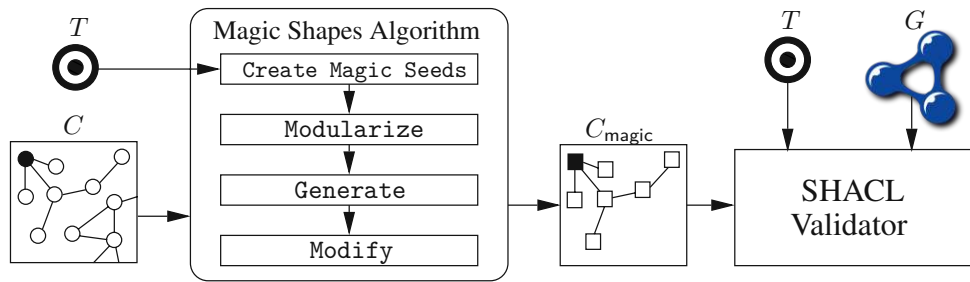 T
Magic Shapes Algorithm
Create Magic Seeds
Modularize
Generate
Modify
C
C_magic
T
G
SHACL
Validator